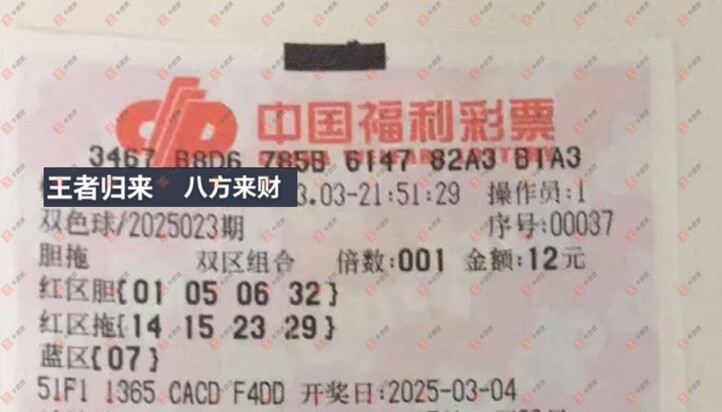 中国福利彩票
3467 B8D6 785B 6147 82A3 B1A3
王者归来 八方来财
.03-21:51:29 操作员:1
双色球/2025023期 序号:00037
胆拖 双区组合 倍数:001 金额:12元
红区胆{01 05 06 32}
红区拖{14 15 23 29}
蓝区{07}
51F1 1365 CACD F4DD 开奖日:2025-03-04